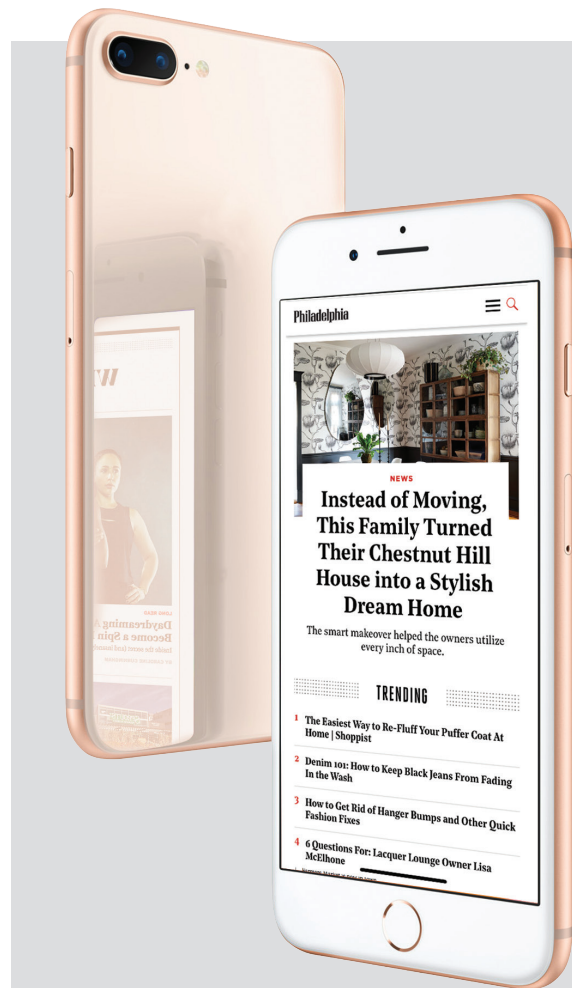 Philadelphia
NEWS
Instead of Moving,
This Family Turned
Their Chestnut Hill
House into a Stylish
Dream Home
The smart makeover helped the owners utilize
every inch of space.
TRENDING
1 The Easiest Way to Re-Fluff Your Puffer Coat At
Home | Shoppist
2 Denim 101: How to Keep Black Jeans From Fading
In the Wash
3 How to Get Rid of Hanger Bumps and Other Quick
Fashion Fixes
4 6 Questions For: Lacquer Lounge Owner Lisa
McElhone
LONG READ
Daydreaming
Become a Spin